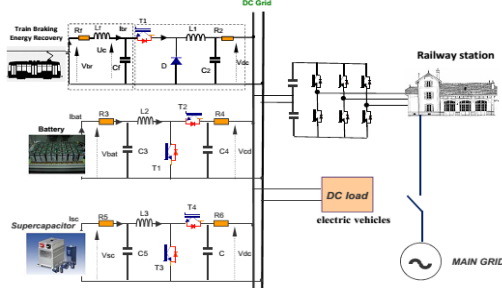 DC Grid
Train Braking
Energy Recovery
Rf
Lf
Ibr
T1
L1
R2
Uc
Vbr
Cf
D
C2
Vdc
Railway station
Ibat
Battery
R3
L2
T2
R4
Vbat
C3
T1
C4
Vcd
DC load
electric vehicles
Supercapacitor
Isc
R5
L3
T4
R6
Vsc
C5
T3
C
Vdc
MAIN GRID